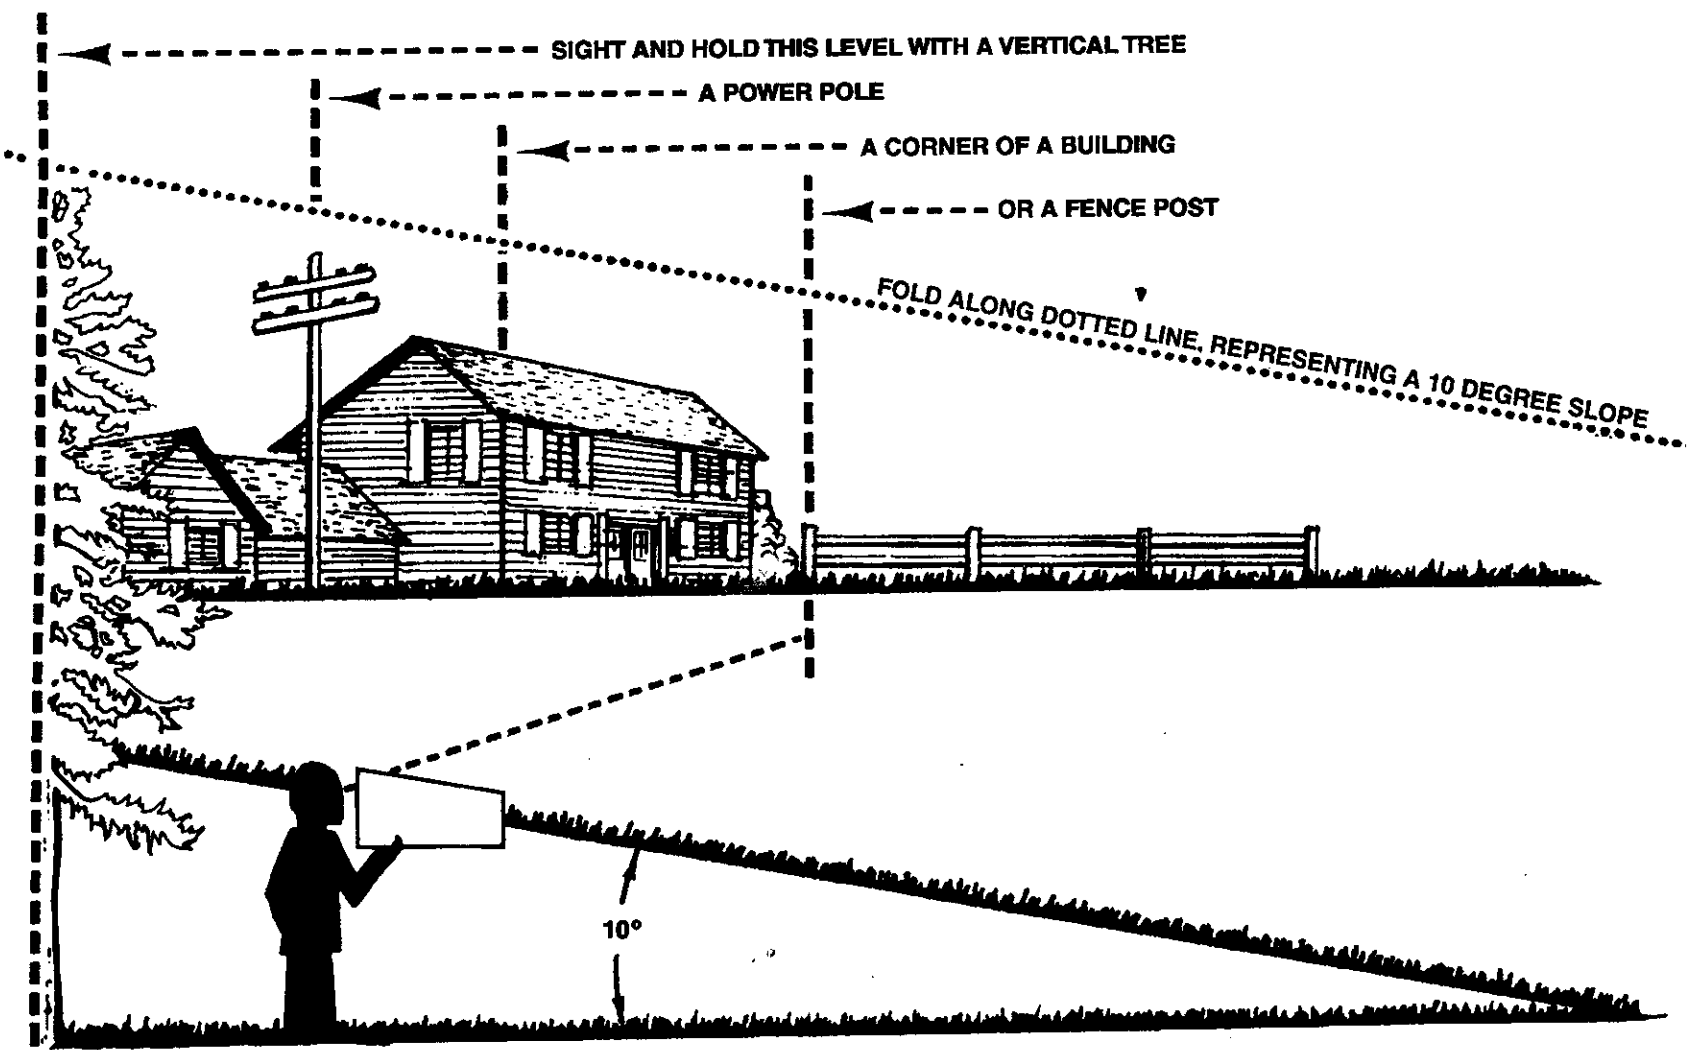 SIGHT AND HOLD THIS LEVEL WITH A VERTICAL TREE
A POWER POLE
A CORNER OF A BUILDING
OR A FENCE POST
FOLD ALONG DOTTED LINE, REPRESENTING A 10 DEGREE SLOPE
10°